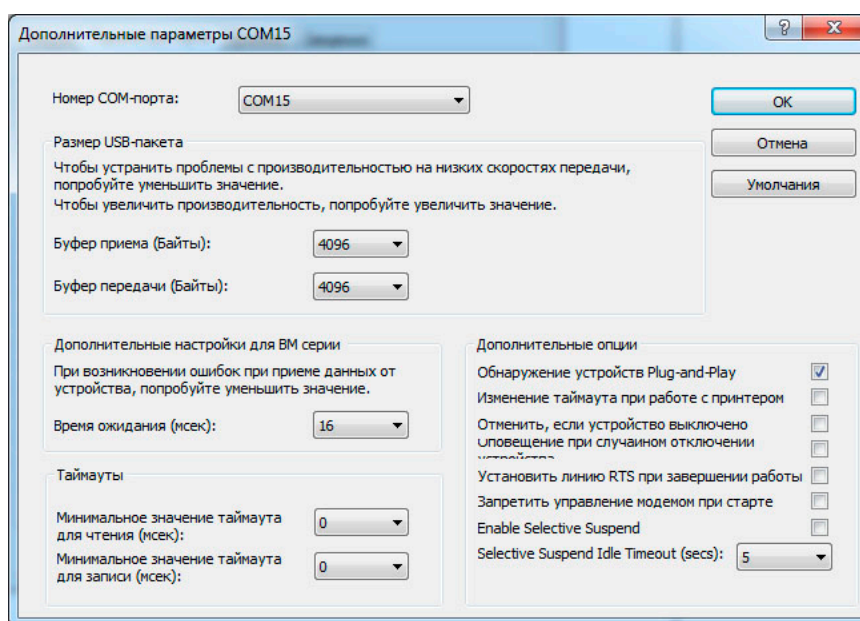 Дополнительные параметры COM15
Номер COM-порта:
COM15
OK
Отмена
Умолчания
Размер USB-пакета
Чтобы устранить проблемы с производительностью на низких скоростях передачи,
попробуйте уменьшить значение.
Чтобы увеличить производительность, попробуйте увеличить значение.
Буфер приема (Байты):
4096
Буфер передачи (Байты):
4096
Дополнительные настройки для BM серии
При возникновении ошибок при приеме данных от
устройства, попробуйте уменьшить значение.
Время ожидания (мсек):
16
Таймауты
Минимальное значение таймаута
для чтения (мсек):
0
Минимальное значение таймаута
для записи (мсек):
0
Дополнительные опции
Обнаружение устройств Plug-and-Play
Изменение таймаута при работе с принтером
Отменить, если устройство выключено
Оповещение при случайном отключении
устройства
Установить линию RTS при завершении работы
Запретить управление модемом при старте
Enable Selective Suspend
Selective Suspend Idle Timeout (secs):
5